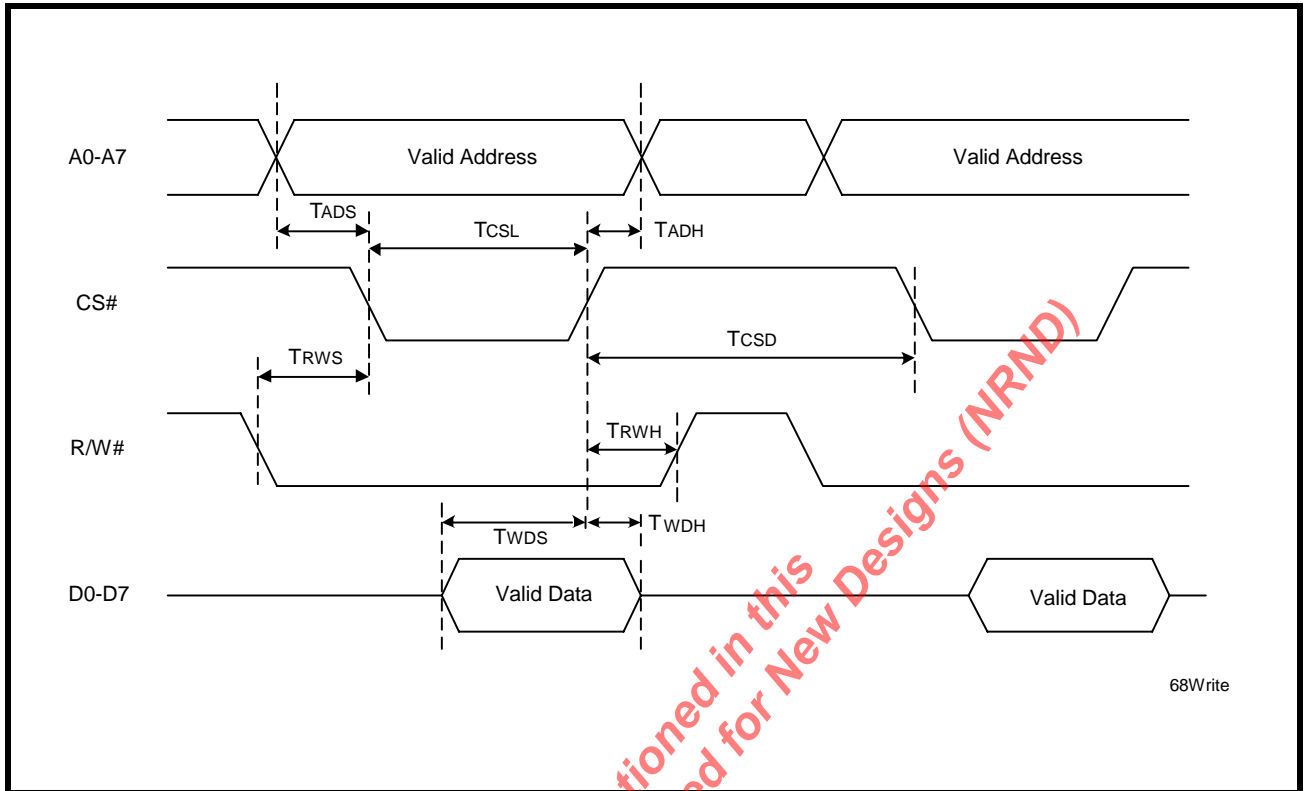 A0-A7
Valid Address
Valid Address
TADS
TCSL
TADH
CS#
TCSD
TRWS
R/W#
TRWH
TWDS
TWDH
D0-D7
Valid Data
Valid Data
68Write
tioned in this
ed for New Designs (NRND)